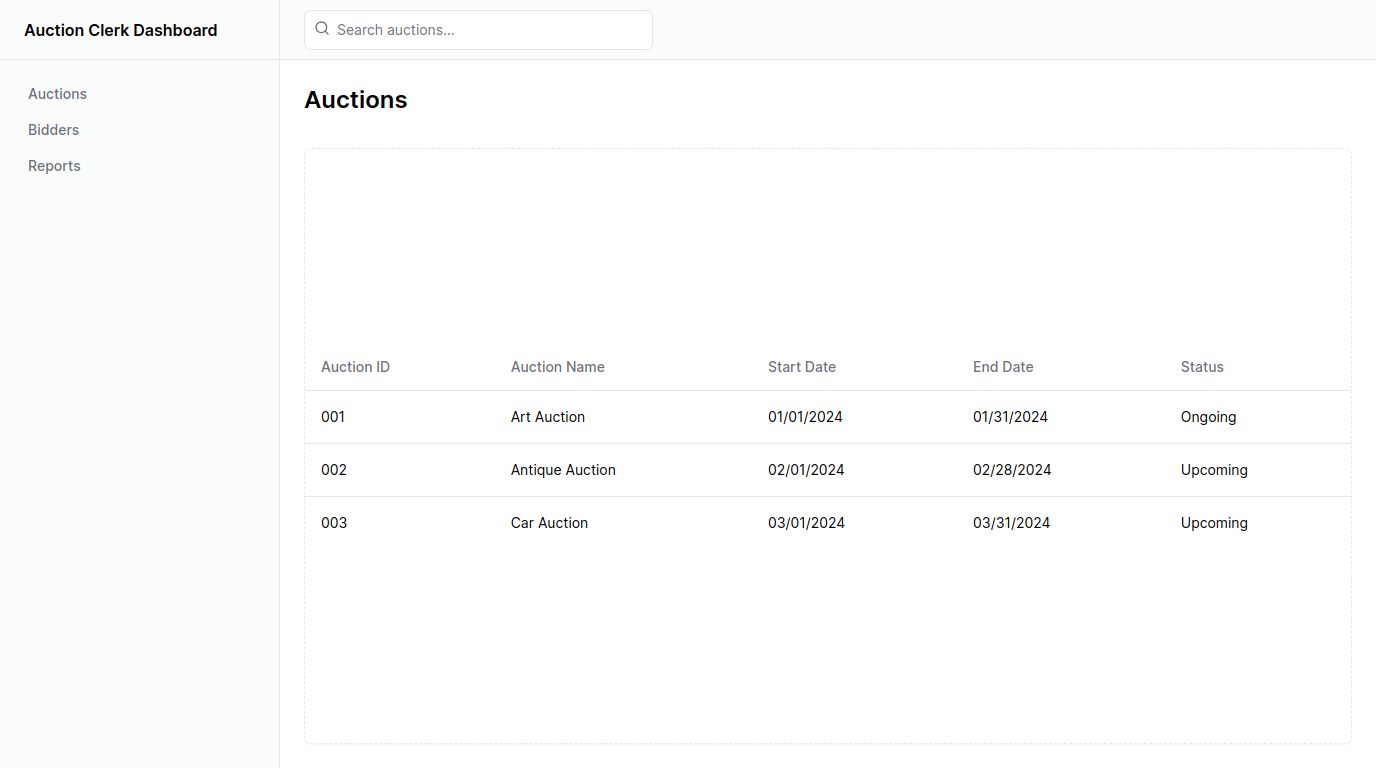 Auction Clerk Dashboard
Search auctions...
Auctions
Bidders
Reports
Auctions
Auction ID Auction Name Start Date End Date Status
001 Art Auction 01/01/2024 01/31/2024 Ongoing
002 Antique Auction 02/01/2024 02/28/2024 Upcoming
003 Car Auction 03/01/2024 03/31/2024 Upcoming